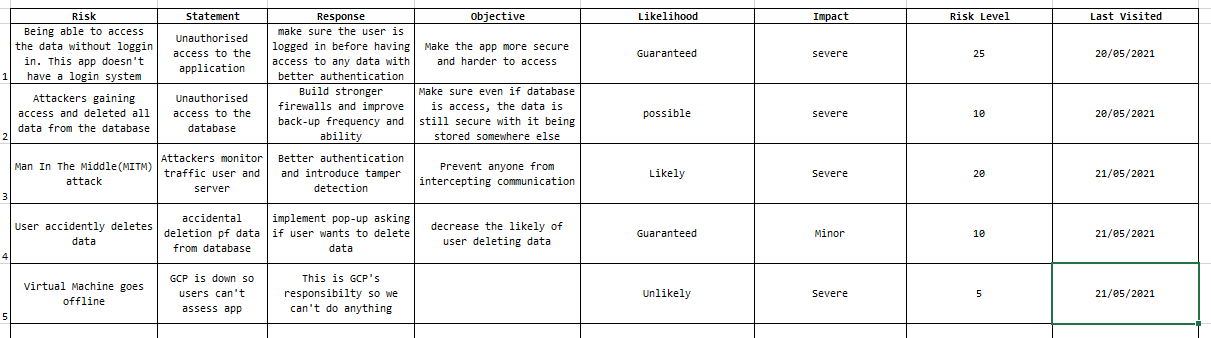 Risk Statement Response Objective Likelihood Impact Risk Level Last Visited
Being able to access
the data without loggin
in. This app doesn't
have a login system
Unauthorised
access to the
application
make sure the user is
logged in before having
access to any data with
better authentication
Make the app more secure
and harder to access
Guaranteed
severe
25
20/05/2021
1
Attackers gaining
access and deleted all
data from the database
Unauthorised
access to the
database
Build stronger
firewalls and improve
back-up frequency and
ability
Make sure even if database
is access, the data is
still secure with it being
stored somewhere else
possible
severe
10
20/05/2021
2
Man In The Middle(MITM)
attack
Attackers monitor
traffic user and
server
Better authentication
and introduce tamper
detection
Prevent anyone from
intercepting communication
Likely
Severe
20
21/05/2021
3
User accidently deletes
data
accidental
deletion pf data
from database
implement pop-up asking
if user wants to delete
data
decrease the likely of
user deleting data
Guaranteed
Minor
10
21/05/2021
4
Virtual Machine goes
offline
GCP is down so
users can't
assess app
This is GCP's
responsibilty so we
can't do anything
Unlikely
Severe
5
21/05/2021
5